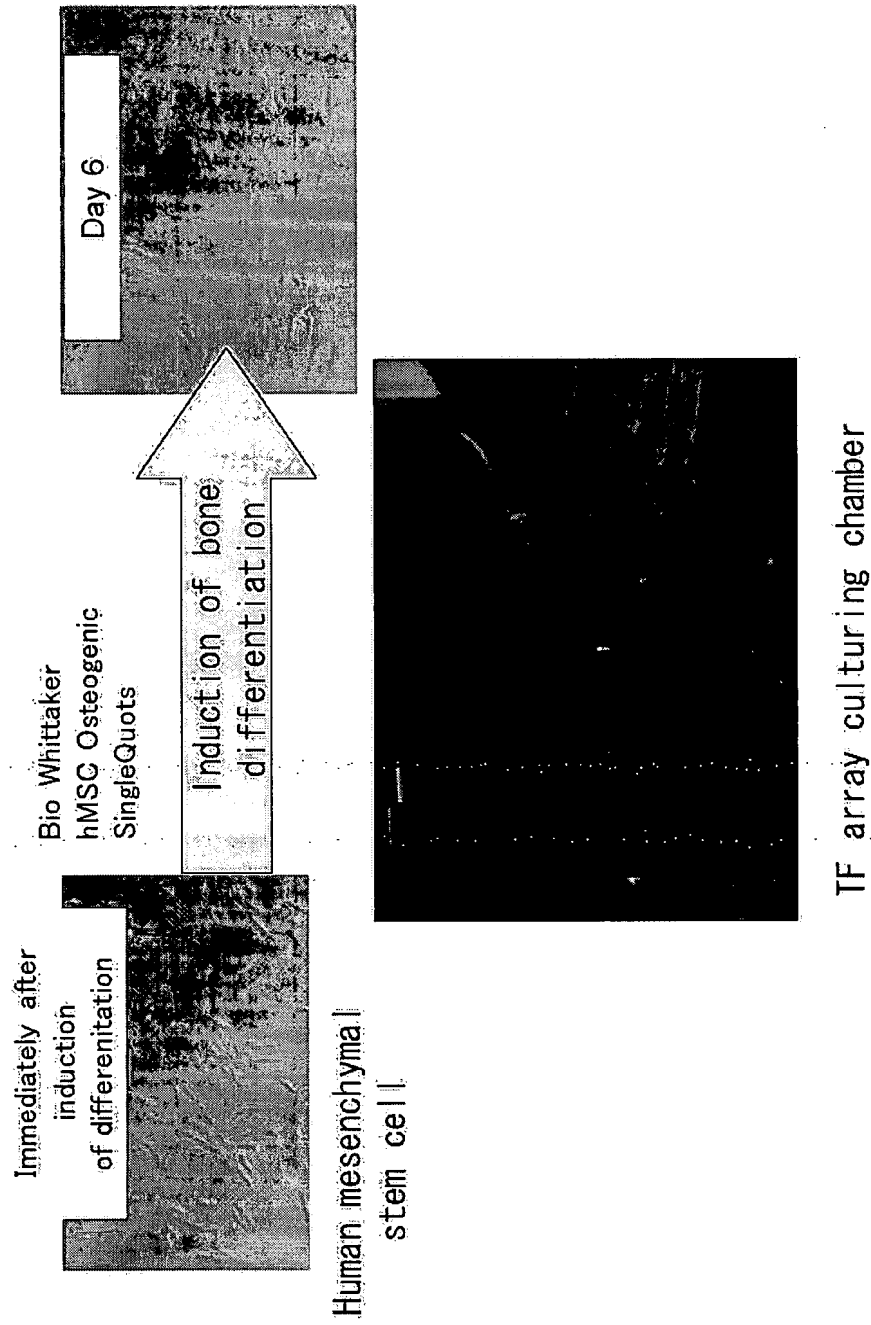 Immediately after
induction
of differenitation
Human mesenchymal
stem cell
Bio Whittaker
hMSC Osteogenic
SingleQuots
Induction of bone
differentiation
Day 6
TF array culturing chamber